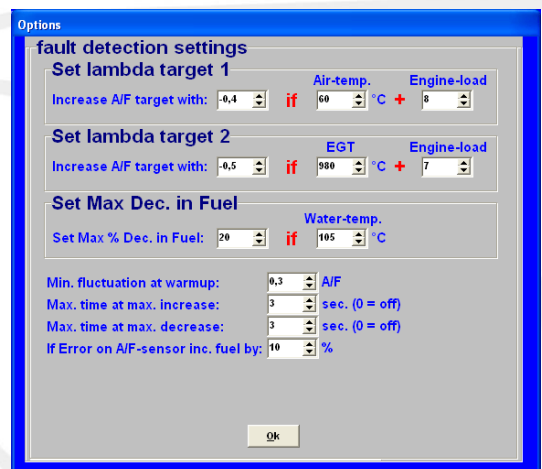 Options
fault detection settings
Set lambda target 1
Air-temp. Engine-load
Increase A/F target with: -0,4 if 60 °C + 8
Set lambda target 2
EGT Engine-load
Increase A/F target with: -0,5 if 980 °C + 7
Set Max Dec. in Fuel
Water-temp.
Set Max % Dec. in Fuel: 20 if 105 °C
Min. fluctuation at warmup: 0,3 A/F
Max. time at max. increase: 3 sec. (0 = off)
Max. time at max. decrease: 3 sec. (0 = off)
If Error on A/F-sensor inc. fuel by: 10 %
Ok